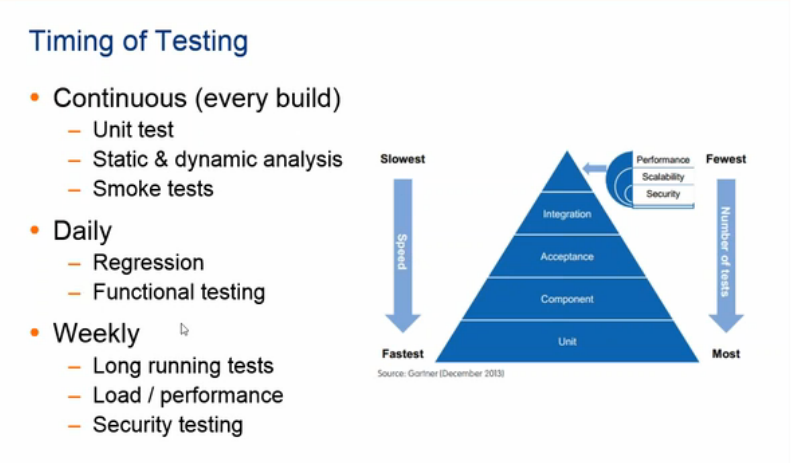 Timing of Testing
• Continuous (every build)
– Unit test
– Static & dynamic analysis
– Smoke tests
• Daily
– Regression
– Functional testing
• Weekly
– Long running tests
– Load / performance
– Security testing
Slowest
Speed
Fastest
Integration
Acceptance
Component
Unit
Performance
Scalability
Security
Fewest
Number of tests
Most
Source: Gartner (December 2013)